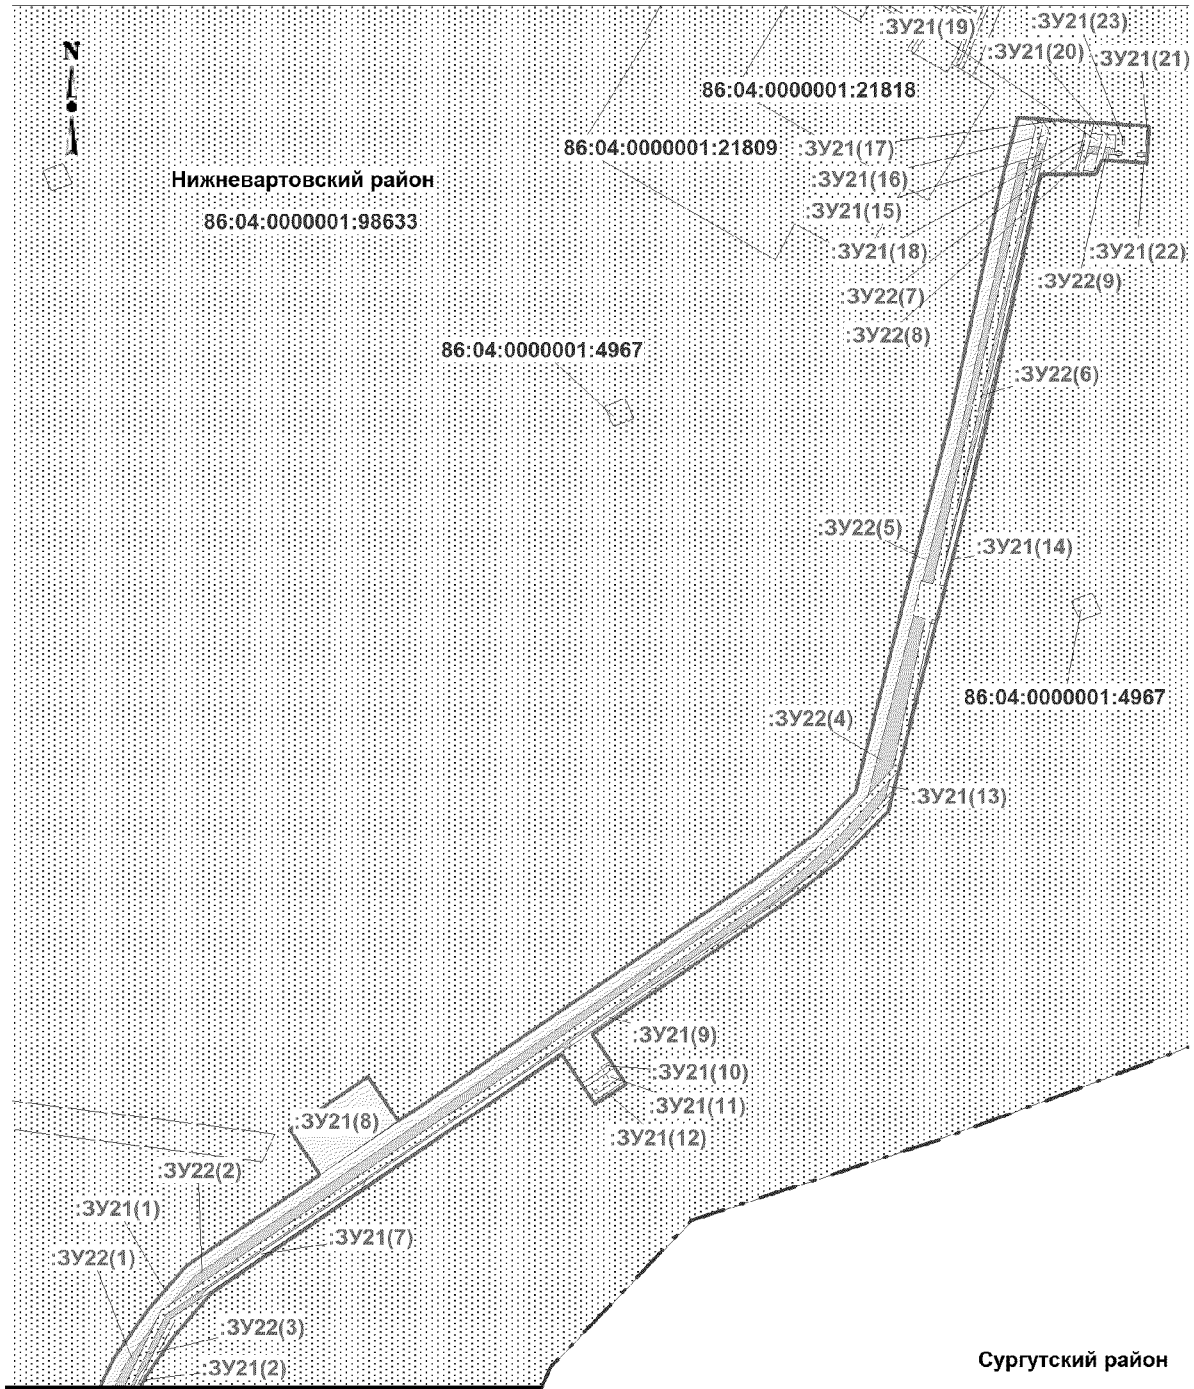 :ЗУ21(19)
:ЗУ21(23)
N
:ЗУ21(20)
:ЗУ21(21)
86:04:0000001:21818
86:04:0000001:21809
:ЗУ21(17)
Нижневартовский район
:ЗУ21(16)
86:04:0000001:98633
:ЗУ21(15)
:ЗУ21(18)
:ЗУ21(22)
:ЗУ22(9)
:ЗУ22(7)
:ЗУ22(8)
86:04:0000001:4967
:ЗУ22(6)
:ЗУ22(5)
:ЗУ21(14)
86:04:0000001:4967
:ЗУ22(4)
:ЗУ21(13)
:ЗУ21(9)
:ЗУ21(10)
:ЗУ21(11)
:ЗУ21(8)
:ЗУ21(12)
:ЗУ22(2)
:ЗУ21(1)
:ЗУ21(7)
:ЗУ22(1)
:ЗУ22(3)
Сургутский район
:ЗУ21(2)